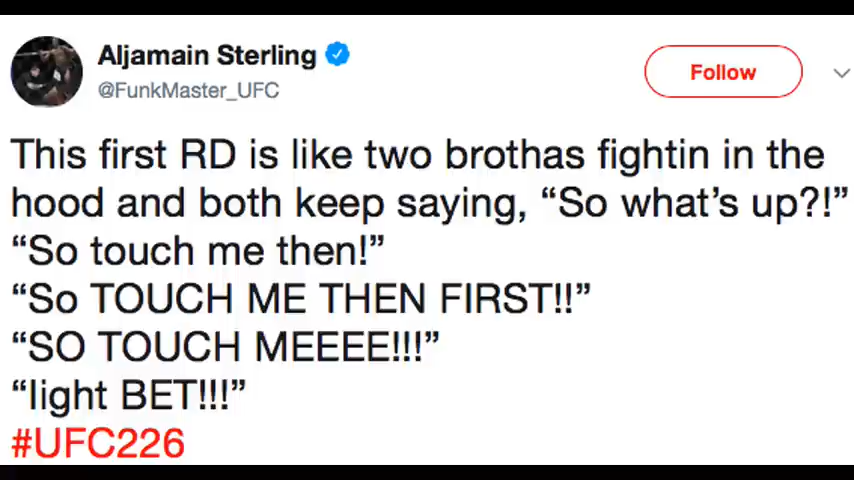 Aljamain Sterling
@FunkMaster_UFC
Follow
This first RD is like two brothas fightin in the
hood and both keep saying, “So what’s up?!”
“So touch me then!”
“So TOUCH ME THEN FIRST!!”
“SO TOUCH MEEEE!!!”
“Iight BET!!!”
#UFC226